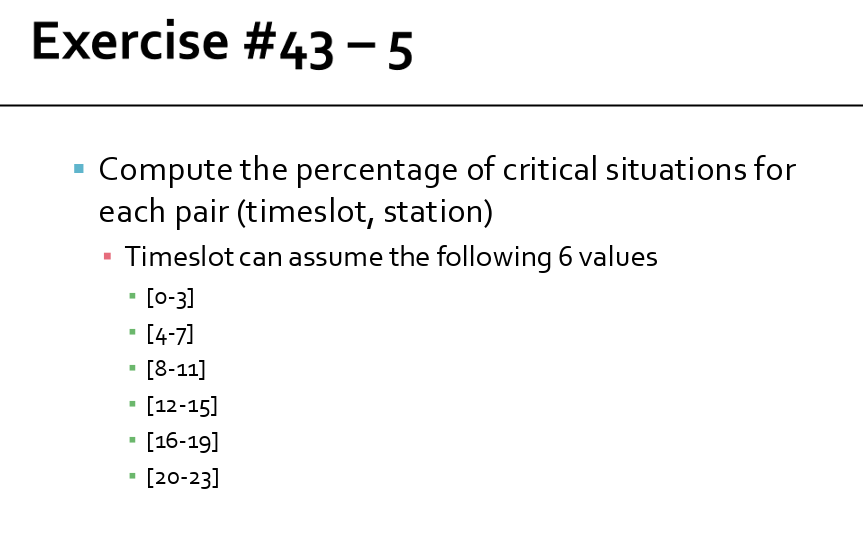 Exercise #43 – 5
Compute the percentage of critical situations for
each pair (timeslot, station)
Timeslot can assume the following 6 values
[0-3]
[4-7]
[8-11]
[12-15]
[16-19]
[20-23]